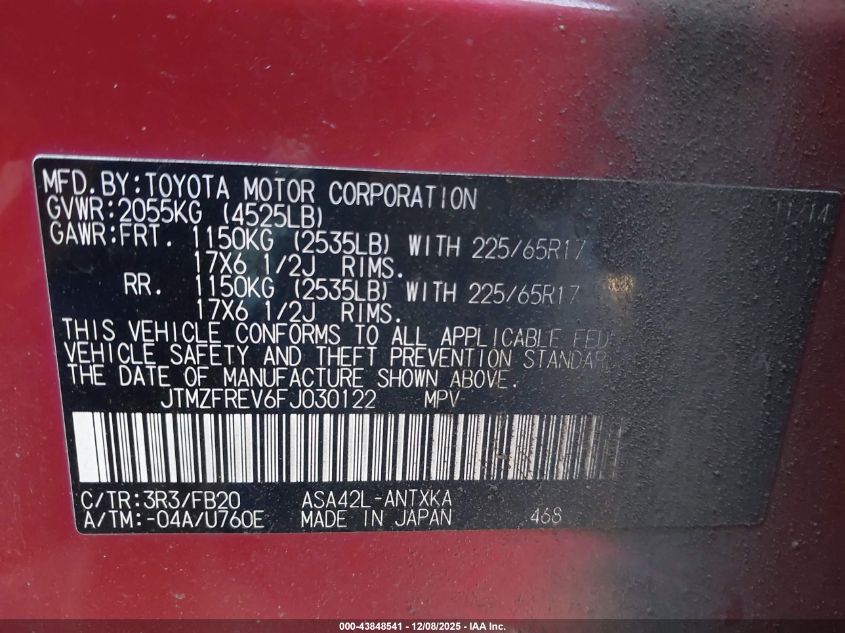 MFD.BY:TOYOTA MOTOR CORPORATION 11/14
GVWR:2055KG (4525LB)
GAWR:FRT. 1150KG (2535LB) WITH 225/65R17
17X6 1/2J RIMS.
RR. 1150KG (2535LB) WITH 225/65R17
17X6 1/2J RIMS.
THIS VEHICLE CONFORMS TO ALL APPLICABLE
VEHICLE SAFETY AND THEFT PREVENTION
THE DATE OF MANUFACTURE SHOWN ABOVE.
JTMZFREV6FJ030122 MPV
C/TR:3R3/FB20 ASA42L-ANTXKA
A/TM:-04A/U760E MADE IN JAPAN 468
000-43848541 - 12/08/2025 - IAA Inc.